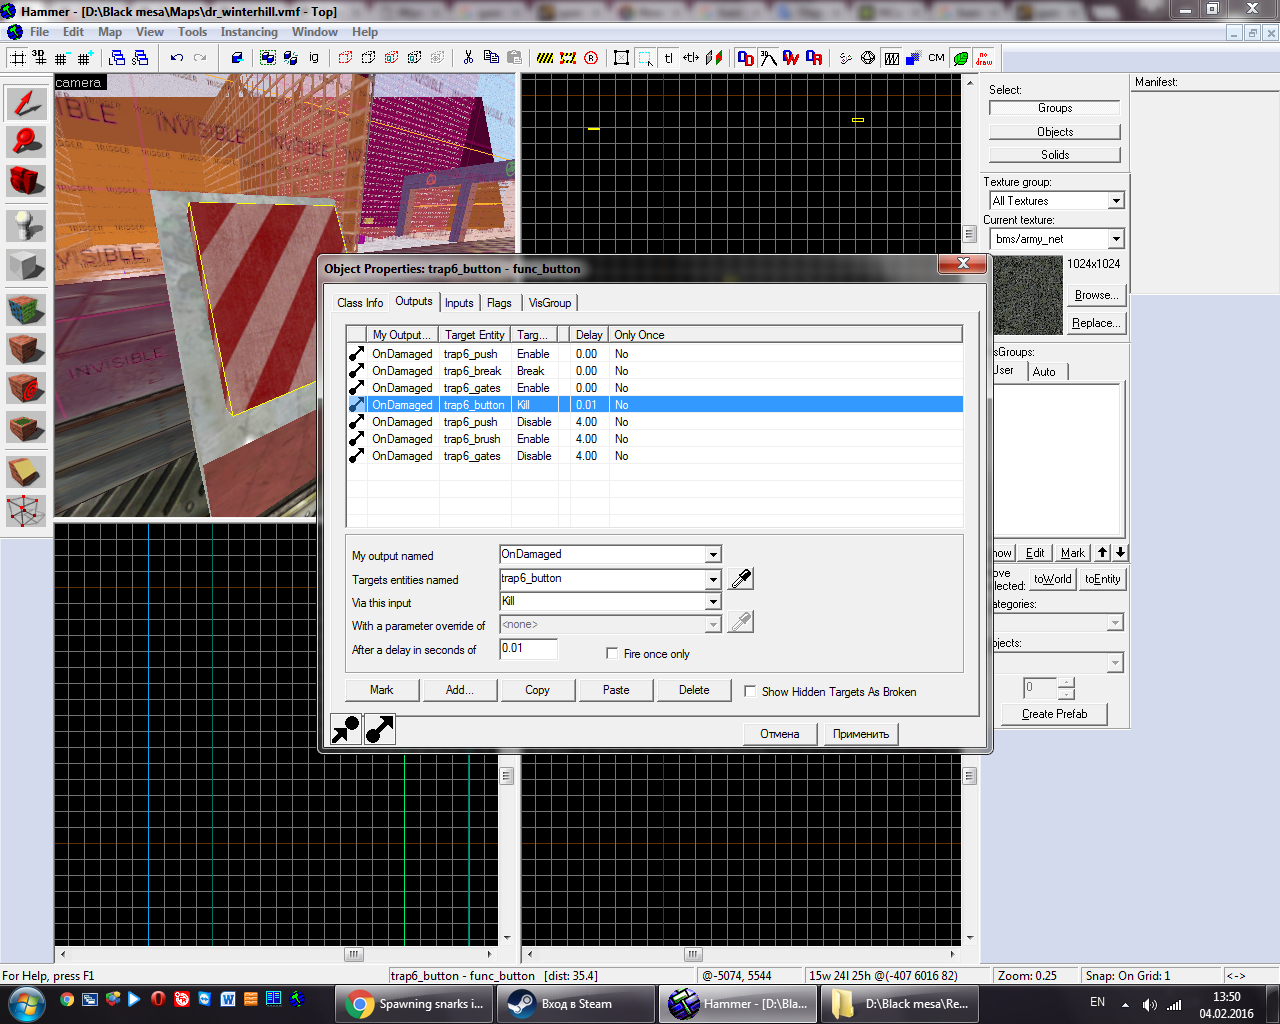 Hammer - [D:\Black mesa\Maps\dr_winterhill.vmf - Top]
File Edit Map View Tools Instancing Window Help
3D ig tl CM no draw
camera
INVISIBLE
TRIGGER
Select:
Groups
Objects
Solids
Texture group:
All Textures
Current texture:
bms/army_net
1024x1024
Browse...
Replace...
Manifest:
Auto
Edit Mark
toWorld toEntity
0
Create Prefab
Object Properties: trap6_button - func_button
Class Info Outputs Inputs Flags VisGroup
My Output... Target Entity Targ... Delay Only Once
OnDamaged trap6_push Enable 0.00 No
OnDamaged trap6_break Break 0.00 No
OnDamaged trap6_gates Enable 0.00 No
OnDamaged trap6_button Kill 0.01 No
OnDamaged trap6_push Disable 4.00 No
OnDamaged trap6_brush Enable 4.00 No
OnDamaged trap6_gates Disable 4.00 No
My output named OnDamaged
Targets entities named trap6_button
Via this input Kill
With a parameter override of <none>
After a delay in seconds of 0.01 Fire once only
Mark Add... Copy Paste Delete Show Hidden Targets As Broken
Отмена Применить
For Help, press F1 trap6_button - func_button [dist: 35.4] @-5074, 5544 15w 24l 25h @(-407 6016 82) Zoom: 0.25 Snap: On Grid: 1 <->
Spawning snarks i... Вход в Steam Hammer - [D:\Bla... D:\Black mesa\Re... EN 13:50
04.02.2016